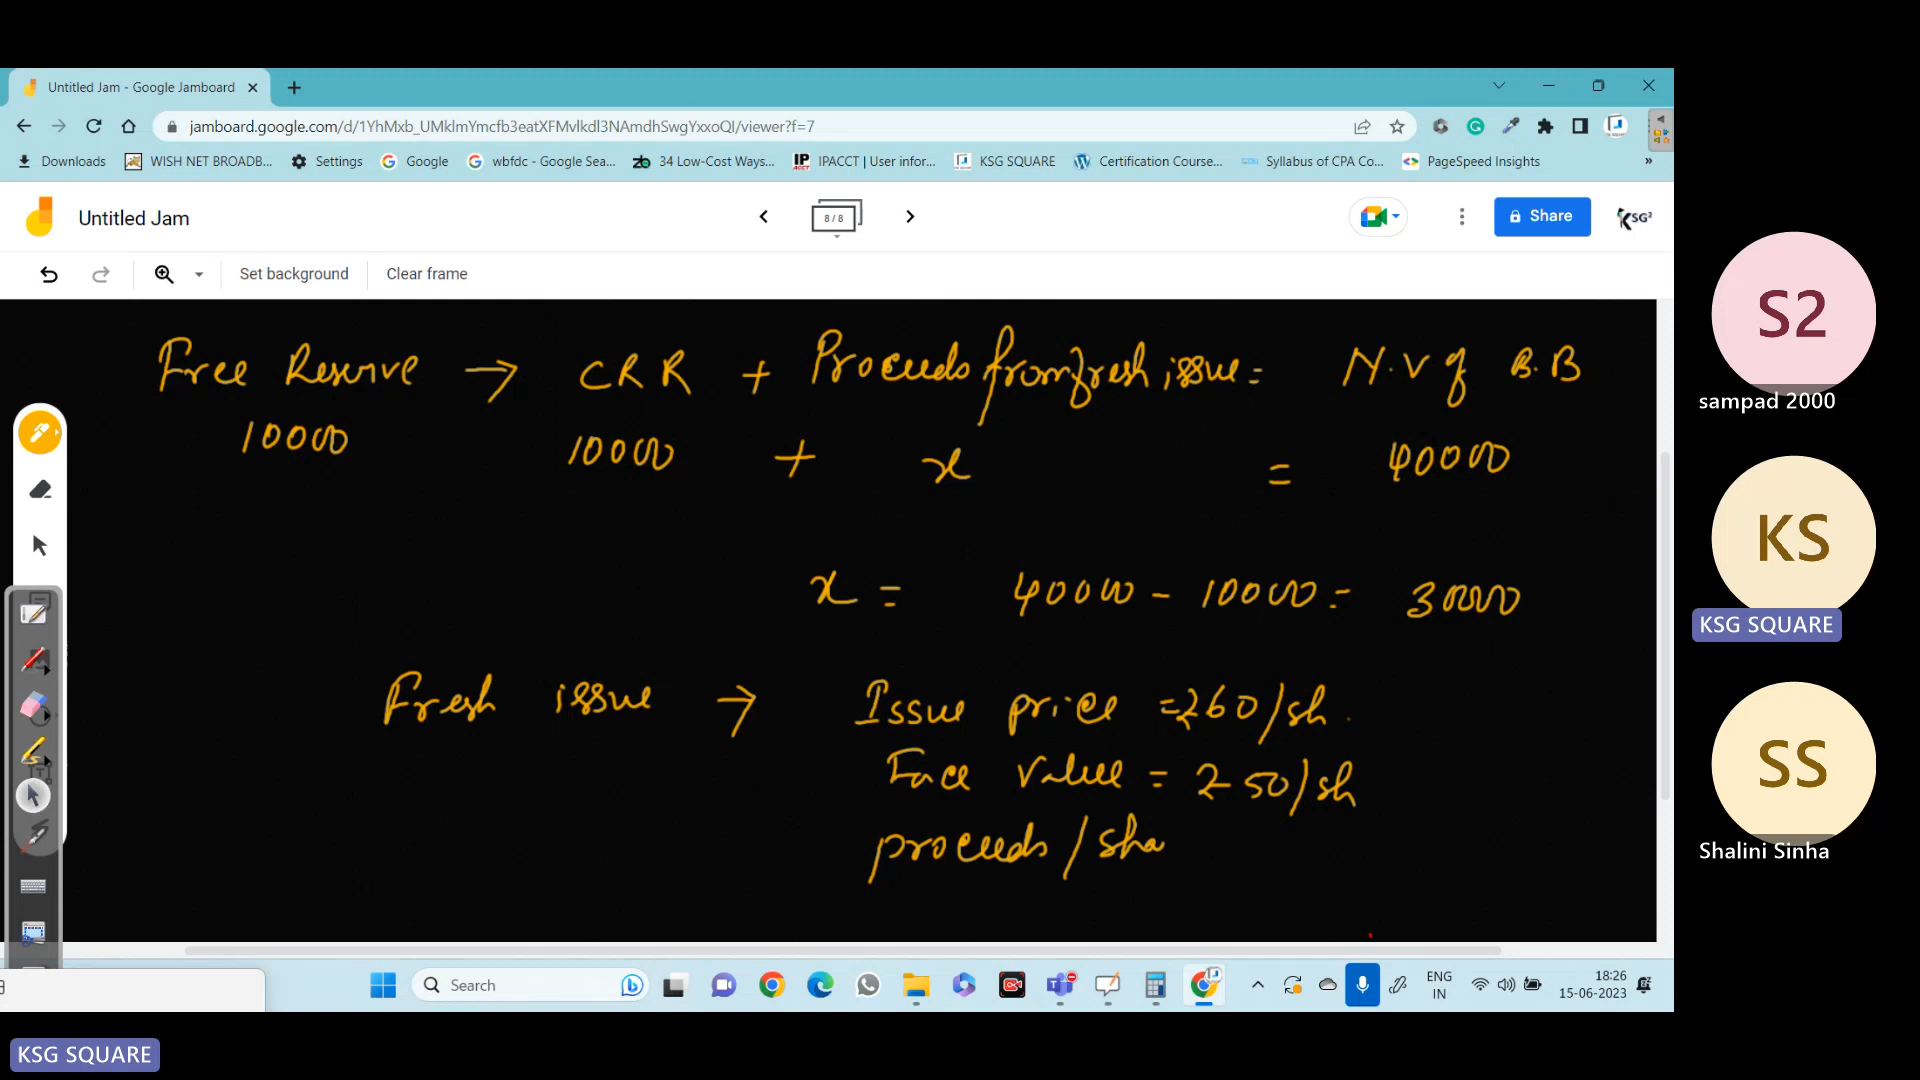 Untitled Jam - Google Jamboard
jamboard.google.com/d/1YhMxb_UMklmYmcfb3eatXFMvlkdl3NAmdhSwgYxxoQI/viewer?f=7
Downloads WISH NET BROADB... Settings Google wbfdc - Google Sea... 34 Low-Cost Ways... IPACCT | User infor... KSG SQUARE Certification Course... Syllabus of CPA Co... PageSpeed Insights »
Untitled Jam 8 / 8 Share KSG²
Set background Clear frame
Free Reserve → CRR + Proceeds from fresh issue = N.V of B.B
10000 10000 + x = 40000
x = 40000 - 10000 = 30000
Fresh issue → Issue price = 260/sh.
Face Value = 250/sh
proceeds/sha
S2
sampad 2000
KS
KSG SQUARE
SS
Shalini Sinha
Search
ENG
IN
18:26
15-06-2023
KSG SQUARE